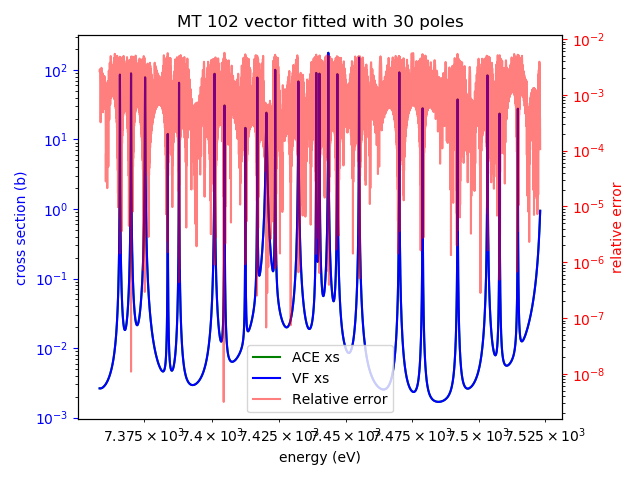 MT 102 vector fitted with 30 poles
10²
10¹
10⁰
10⁻¹
10⁻²
10⁻³
cross section (b)
10⁻²
10⁻³
10⁻⁴
10⁻⁵
10⁻⁶
10⁻⁷
10⁻⁸
relative error
ACE xs
VF xs
Relative error
7.375 × 10³ 7.4 × 10³ 7.425 × 10³ 7.45 × 10³ 7.475 × 10³ 7.5 × 10³ 7.525 × 10³
energy (eV)